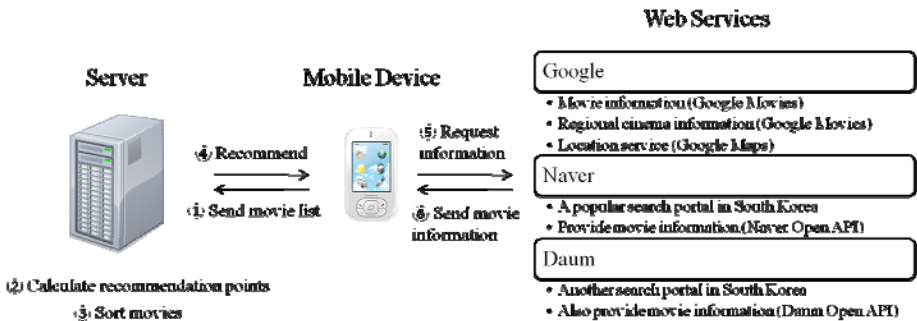 Web Services
Server
Mobile Device
Google
• Movie information (Google Movies)
• Regional cinema information (Google Movies)
• Location service (Google Maps)
(4) Recommend
(1) Send movie list
(5) Request
information
(6) Send movie
information
Naver
• A popular search portal in South Korea
• Provide movie information (Naver Open API)
Daum
• Another search portal in South Korea
• Also provide movie information (Daum Open API)
(2) Calculate recommendation points
(3) Sort movies